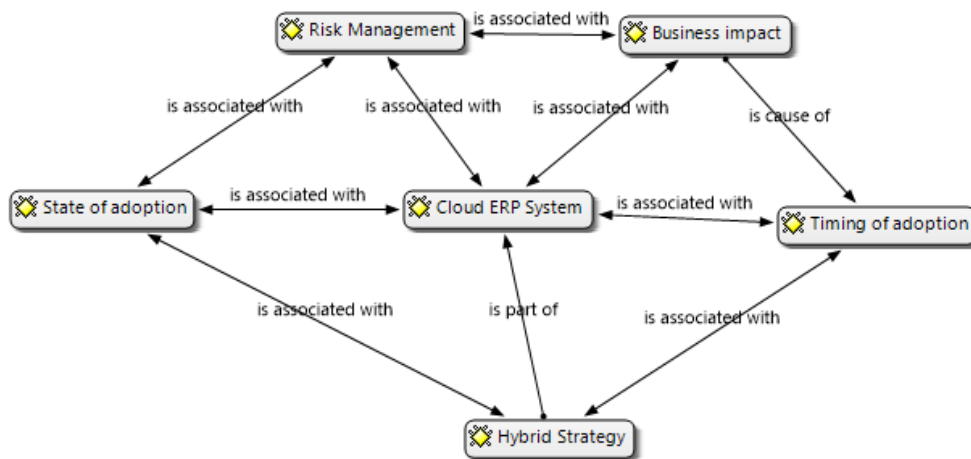 is associated with
Risk Management
Business impact
is associated with
is associated with
is associated with
is cause of
State of adoption
is associated with
Cloud ERP System
is associated with
Timing of adoption
is associated with
is part of
is associated with
Hybrid Strategy